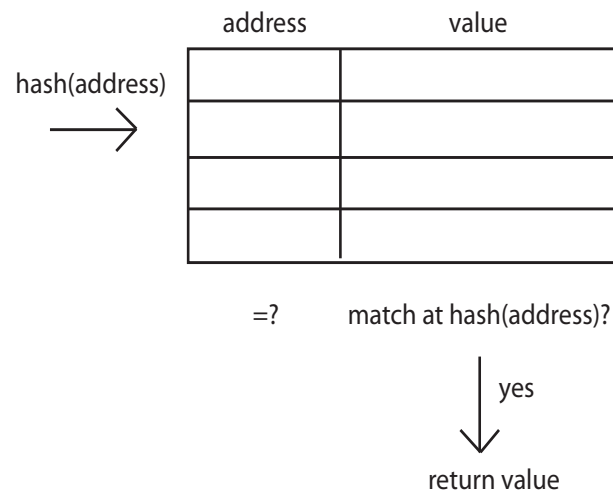 address value
hash(address)
=? match at hash(address)?
yes
return value